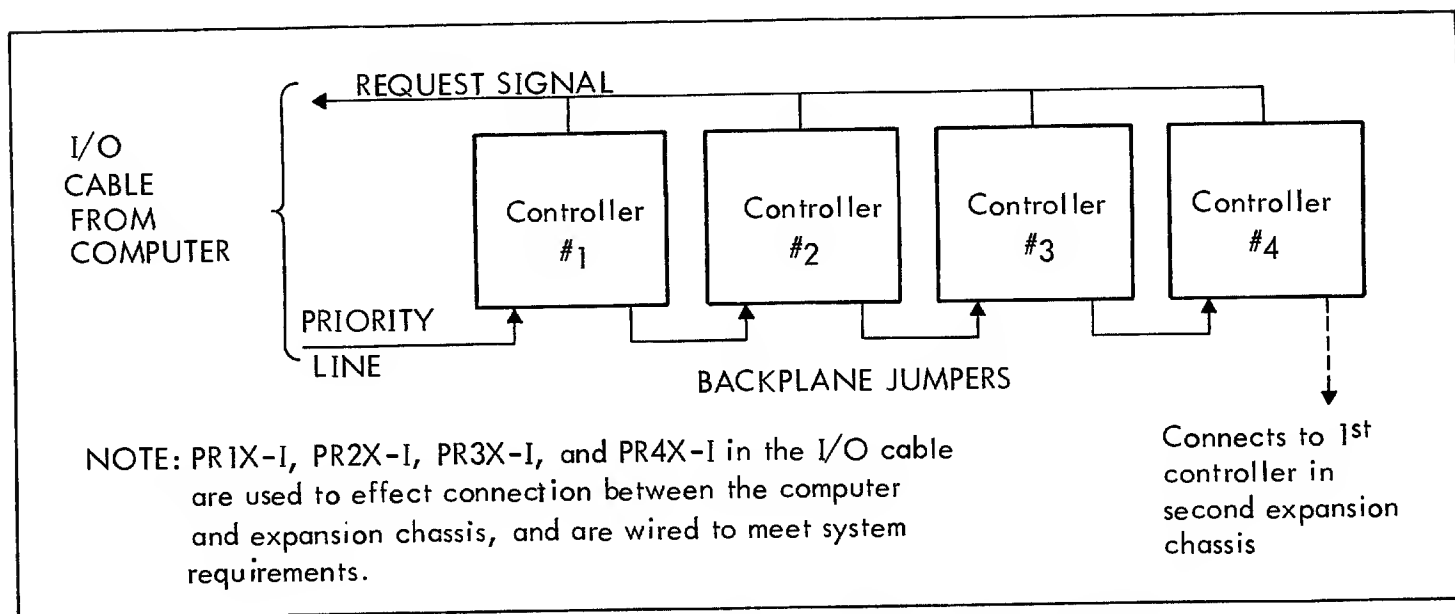 REQUEST SIGNAL
I/O
CABLE
FROM
COMPUTER
Controller
#1
Controller
#2
Controller
#3
Controller
#4
PRIORITY
LINE
BACKPLANE JUMPERS
NOTE: PR1X-I, PR2X-I, PR3X-I, and PR4X-I in the I/O cable
are used to effect connection between the computer
and expansion chassis, and are wired to meet system
requirements.
Connects to 1st
controller in
second expansion
chassis